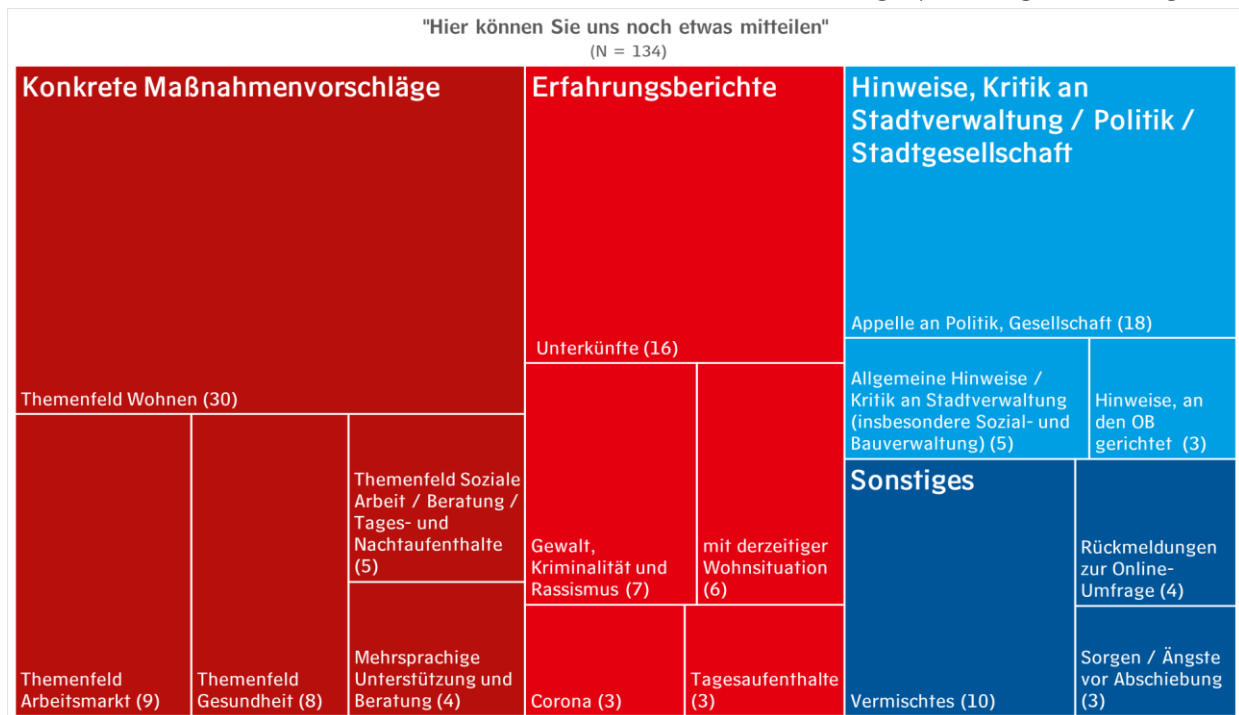 "Hier können Sie uns noch etwas mitteilen"
(N = 134)
Konkrete Maßnahmenvorschläge
Themenfeld Wohnen (30)
Themenfeld
Arbeitsmarkt (9)
Themenfeld
Gesundheit (8)
Themenfeld Soziale
Arbeit / Beratung /
Tages- und
Nachtaufenthalte
(5)
Mehrsprachige
Unterstützung und
Beratung (4)
Erfahrungsberichte
Unterkünfte (16)
Gewalt,
Kriminalität und
Rassismus (7)
mit derzeitiger
Wohnsituation
(6)
Corona (3)
Tagesaufenthalte
(3)
Hinweise, Kritik an
Stadtverwaltung / Politik /
Stadtgesellschaft
Appelle an Politik, Gesellschaft (18)
Allgemeine Hinweise /
Kritik an Stadtverwaltung
(insbesondere Sozial- und
Bauverwaltung) (5)
Hinweise, an
den OB
gerichtet (3)
Sonstiges
Vermischtes (10)
Rückmeldungen
zur Online-
Umfrage (4)
Sorgen / Ängste
vor Abschiebung
(3)